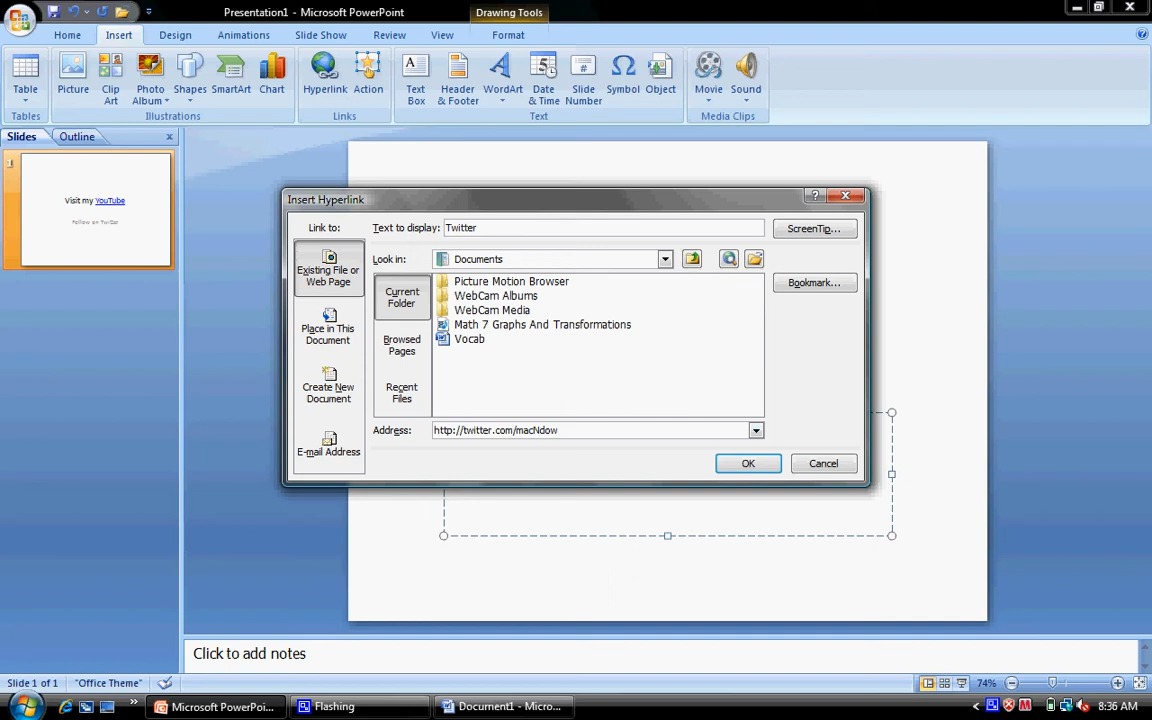 Presentation1 - Microsoft PowerPoint
Drawing Tools
Home Insert Design Animations Slide Show Review View Format
Table Picture Clip Art Photo Album SmartArt Shapes Chart Hyperlink Action Text Box Header & Footer WordArt Date & Time Slide Number Symbol Object Movie Sound
Tables Illustrations Links Text Media Clips
Slides Outline x
1
Visit my YouTube
Follow on Twitter
Insert Hyperlink
Link to:
Text to display: Twitter
ScreenTip...
Existing File or Web Page
Look in: Documents
Bookmark...
Current Folder
Picture Motion Browser
WebCam Albums
WebCam Media
Math 7 Graphs And Transformations
Vocab
Place in This Document
Browsed Pages
Create New Document
Recent Files
E-mail Address
Address: http://twitter.com/macNdow
OK Cancel
Click to add notes
Slide 1 of 1 "Office Theme" 74%
Microsoft PowerPoi... Flashing Document1 - Micro... 8:36 AM